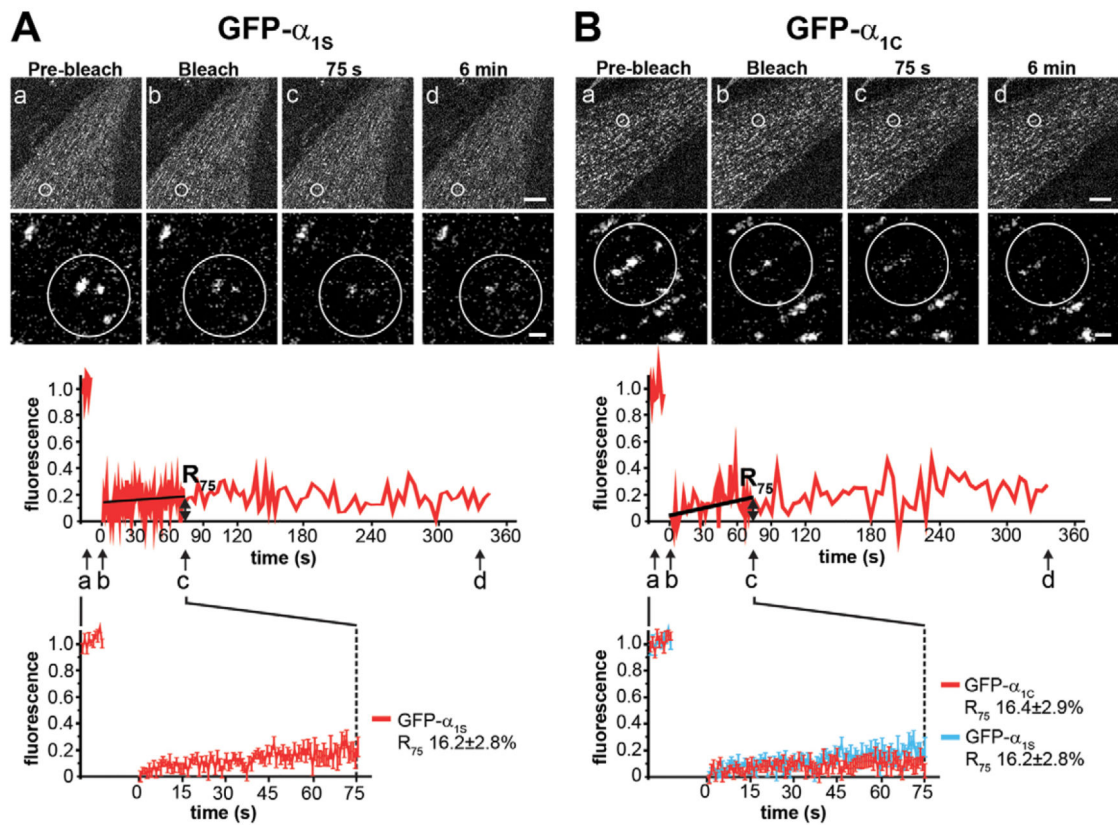 A GFP-α1S
Pre-bleach Bleach 75 s 6 min
a b c d
fluorescence
1.0
0.8
0.6
0.4
0.2
0
R75
0 30 60 90 120 180 240 300 360
time (s)
a b c d
fluorescence
1.0
0.8
0.6
0.4
0.2
0
GFP-α1S
R75 16.2±2.8%
0 15 30 45 60 75
time (s)
B GFP-α1C
Pre-bleach Bleach 75 s 6 min
a b c d
fluorescence
1.0
0.8
0.6
0.4
0.2
0
R75
0 30 60 90 120 180 240 300 360
time (s)
a b c d
fluorescence
1.0
0.8
0.6
0.4
0.2
0
GFP-α1C
R75 16.4±2.9%
GFP-α1S
R75 16.2±2.8%
0 15 30 45 60 75
time (s)